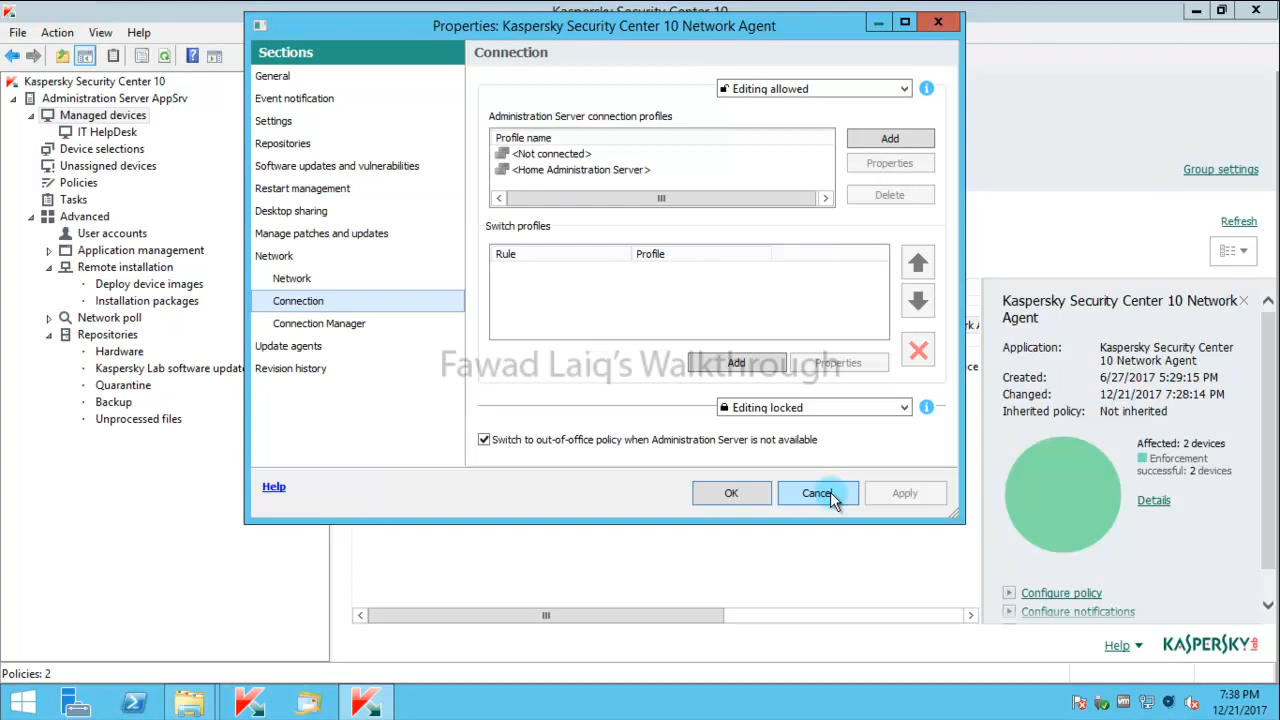 Kaspersky Security Center 10
Properties: Kaspersky Security Center 10 Network Agent
File Action View Help
Kaspersky Security Center 10
Administration Server AppSrv
Managed devices
IT HelpDesk
Device selections
Unassigned devices
Policies
Tasks
Advanced
User accounts
Application management
Remote installation
Deploy device images
Installation packages
Network poll
Repositories
Hardware
Kaspersky Lab software update
Quarantine
Backup
Unprocessed files
Sections
General
Event notification
Settings
Repositories
Software updates and vulnerabilities
Restart management
Desktop sharing
Manage patches and updates
Network
Network
Connection
Connection Manager
Update agents
Revision history
Connection
Editing allowed
Administration Server connection profiles
Profile name
<Not connected>
<Home Administration Server>
Add
Properties
Delete
Switch profiles
Rule Profile
Add Properties
Fawad Laiq's Walkthrough
Editing locked
Switch to out-of-office policy when Administration Server is not available
Help
OK Cancel Apply
Group settings
Refresh
Kaspersky Security Center 10 Network
Agent
Application: Kaspersky Security Center
10 Network Agent
Created: 6/27/2017 5:29:15 PM
Changed: 12/21/2017 7:28:14 PM
Inherited policy: Not inherited
Affected: 2 devices
Enforcement
successful: 2 devices
Details
Configure policy
Configure notifications
Help KASPERSKY lab
Policies: 2
7:38 PM
12/21/2017